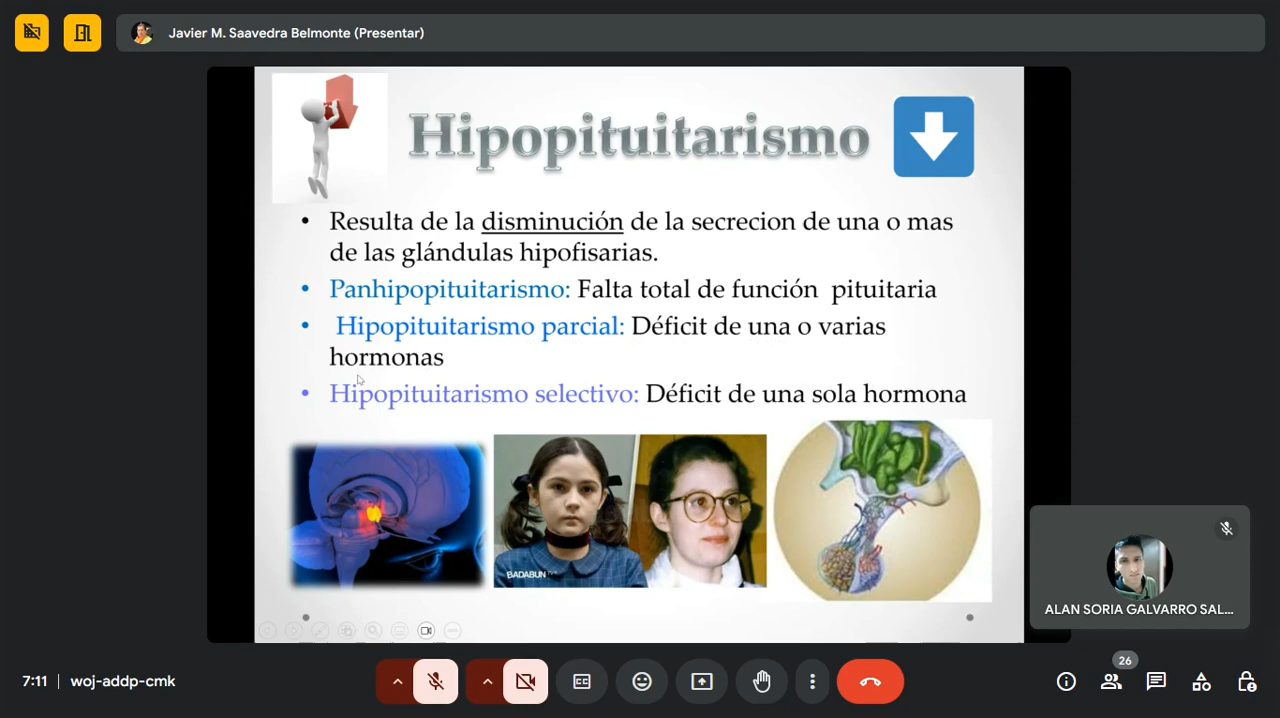 Javier M. Saavedra Belmonte (Presentar)
Hipopituitarismo
• Resulta de la disminución de la secrecion de una o mas
de las glándulas hipofisarias.
• Panhipopituitarismo: Falta total de función pituitaria
• Hipopituitarismo parcial: Déficit de una o varias
hormonas
• Hipopituitarismo selectivo: Déficit de una sola hormona
BADABUN
ALAN SORIA GALVARRO SAL...
7:11 | woj-addp-cmk
26